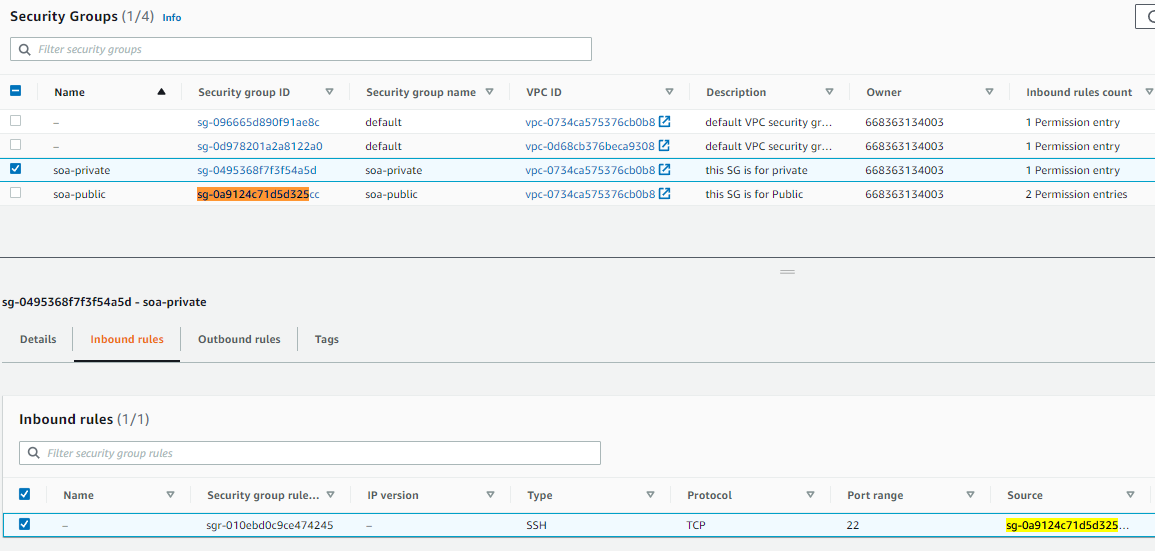 Security Groups (1/4) Info
Filter security groups
Name Security group ID Security group name VPC ID Description Owner Inbound rules count
– sg-096665d890f91ae8c default vpc-0734ca575376cb0b8 default VPC security gr... 668363134003 1 Permission entry
– sg-0d978201a2a8122a0 default vpc-0d68cb376beca9308 default VPC security gr... 668363134003 1 Permission entry
soa-private sg-0495368f7f3f54a5d soa-private vpc-0734ca575376cb0b8 this SG is for private 668363134003 1 Permission entry
soa-public sg-0a9124c71d5d325cc soa-public vpc-0734ca575376cb0b8 this SG is for Public 668363134003 2 Permission entries
sg-0495368f7f3f54a5d - soa-private
Details Inbound rules Outbound rules Tags
Inbound rules (1/1)
Filter security group rules
Name Security group rule... IP version Type Protocol Port range Source
– sgr-010ebd0c9ce474245 – SSH TCP 22 sg-0a9124c71d5d325...